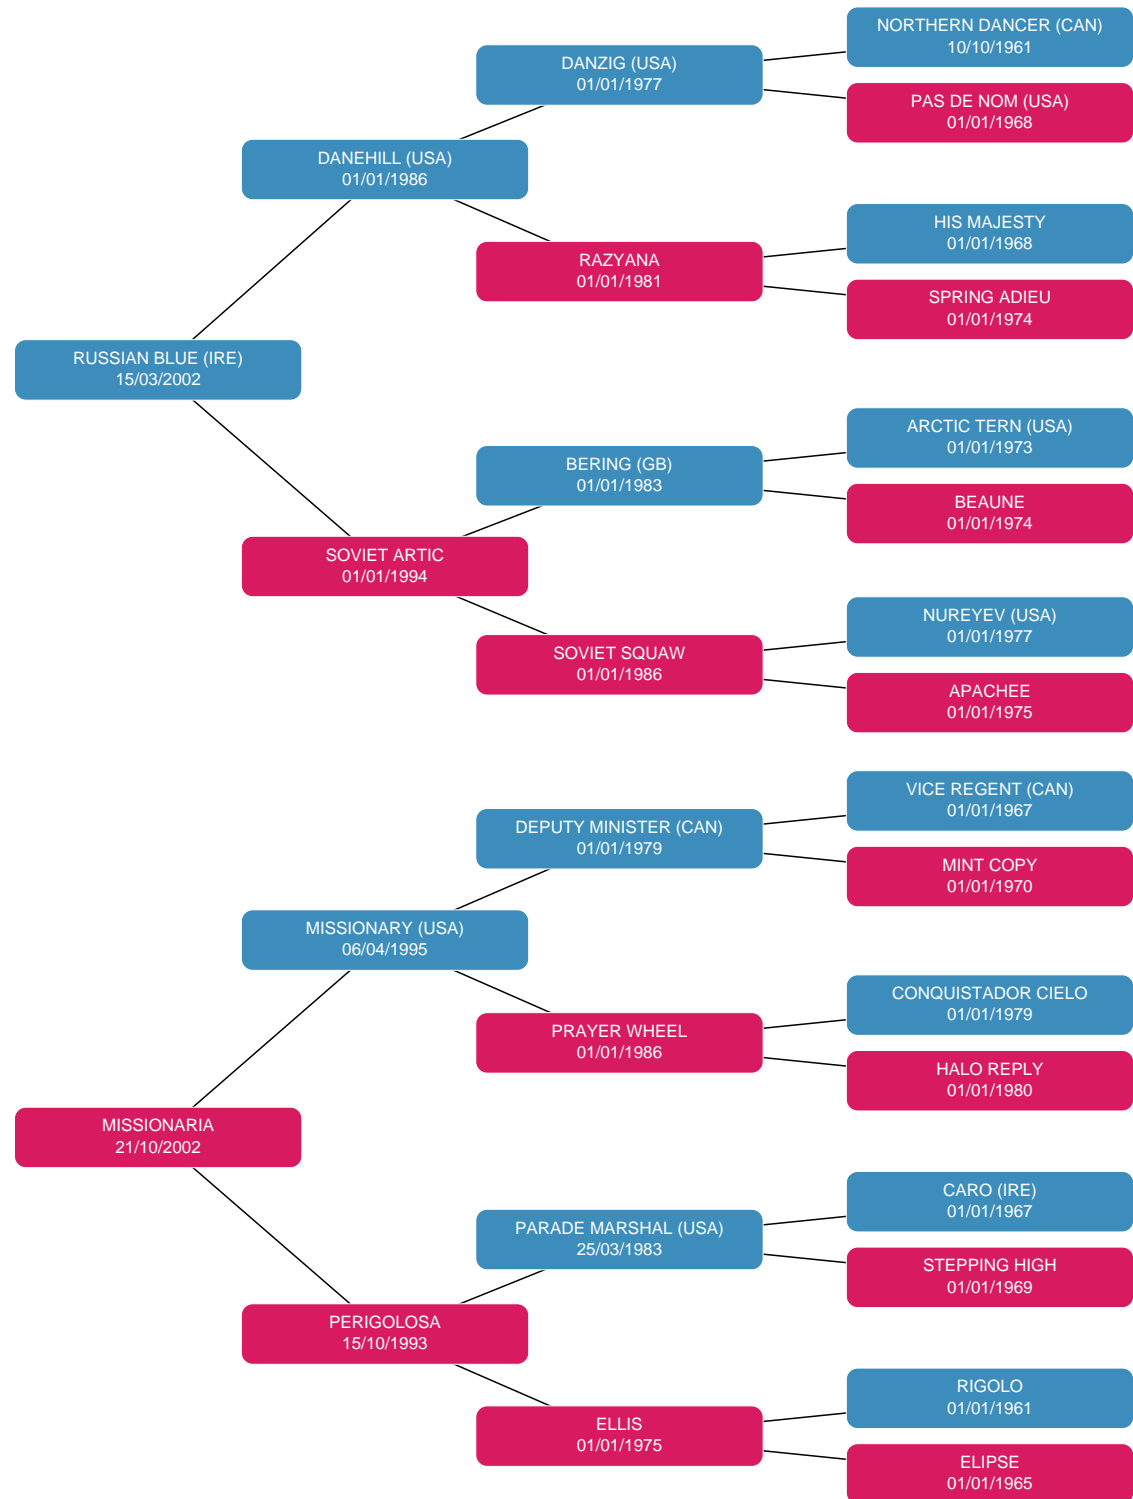 NORTHERN DANCER (CAN)
10/10/1961
DANZIG (USA)
01/01/1977
PAS DE NOM (USA)
01/01/1968
DANEHILL (USA)
01/01/1986
HIS MAJESTY
01/01/1968
RAZYANA
01/01/1981
SPRING ADIEU
01/01/1974
RUSSIAN BLUE (IRE)
15/03/2002
ARCTIC TERN (USA)
01/01/1973
BERING (GB)
01/01/1983
BEAUNE
01/01/1974
SOVIET ARTIC
01/01/1994
NUREYEV (USA)
01/01/1977
SOVIET SQUAW
01/01/1986
APACHEE
01/01/1975
VICE REGENT (CAN)
01/01/1967
DEPUTY MINISTER (CAN)
01/01/1979
MINT COPY
01/01/1970
MISSIONARY (USA)
06/04/1995
CONQUISTADOR CIELO
01/01/1979
PRAYER WHEEL
01/01/1986
HALO REPLY
01/01/1980
MISSIONARIA
21/10/2002
CARO (IRE)
01/01/1967
PARADE MARSHAL (USA)
25/03/1983
STEPPING HIGH
01/01/1969
PERIGOLOSA
15/10/1993
RIGOLO
01/01/1961
ELLIS
01/01/1975
ELIPSE
01/01/1965